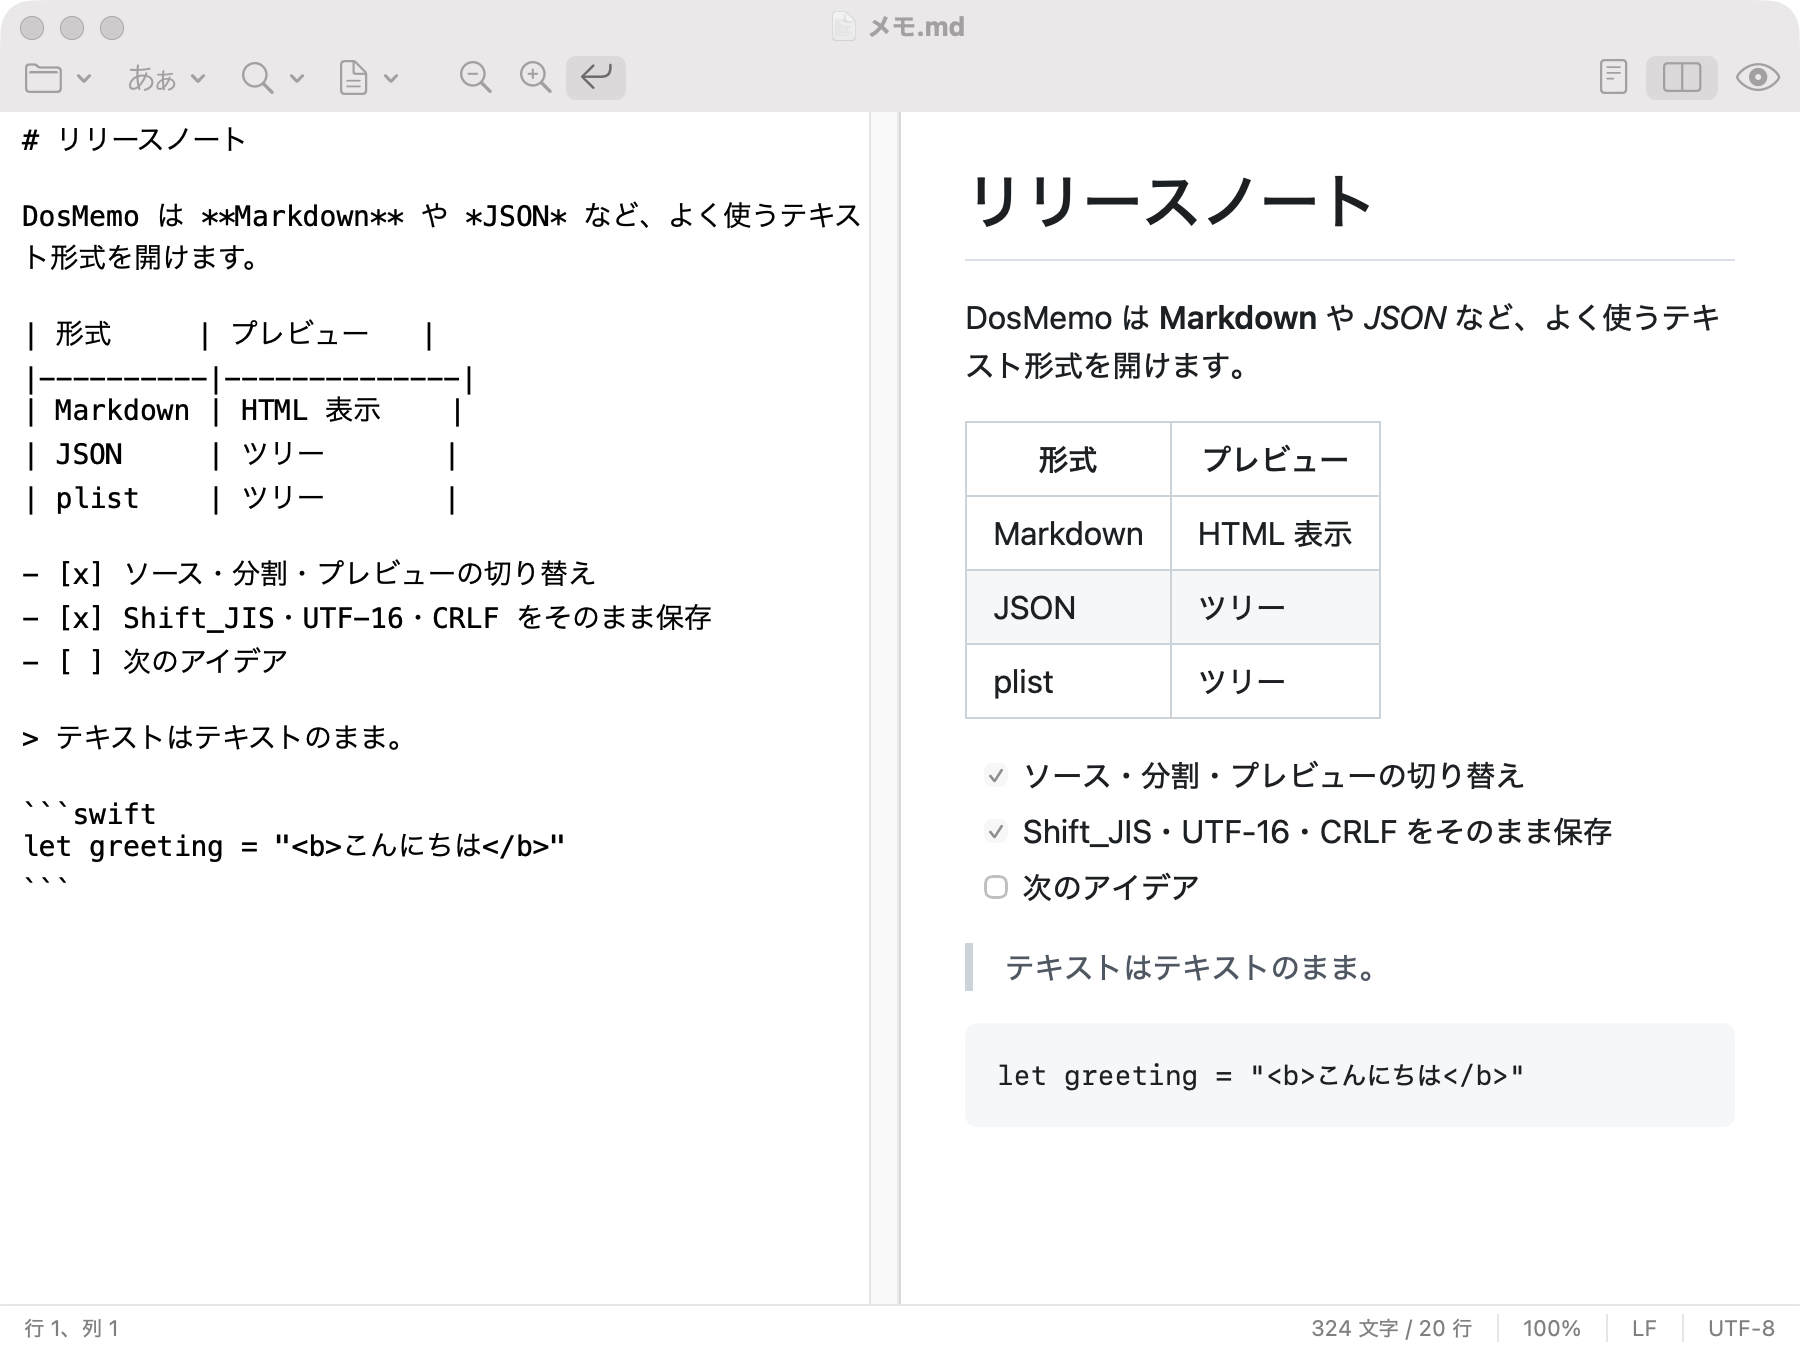 メモ.md
あぁ
# リリースノート
DosMemo は **Markdown** や *JSON* など、よく使うテキス
ト形式を開けます。
| 形式     | プレビュー   |
|----------|--------------|
| Markdown | HTML 表示    |
| JSON     | ツリー       |
| plist    | ツリー       |
- [x] ソース・分割・プレビューの切り替え
- [x] Shift_JIS・UTF-16・CRLF をそのまま保存
- [ ] 次のアイデア
> テキストはテキストのまま。
```swift
let greeting = "<b>こんにちは</b>"
```
リリースノート
DosMemo は Markdown や JSON など、よく使うテキ
スト形式を開けます。
形式 プレビュー
Markdown HTML 表示
JSON ツリー
plist ツリー
ソース・分割・プレビューの切り替え
Shift_JIS・UTF-16・CRLF をそのまま保存
次のアイデア
テキストはテキストのまま。
let greeting = "<b>こんにちは</b>"
行 1、列 1
324 文字 / 20 行
100%
LF
UTF-8